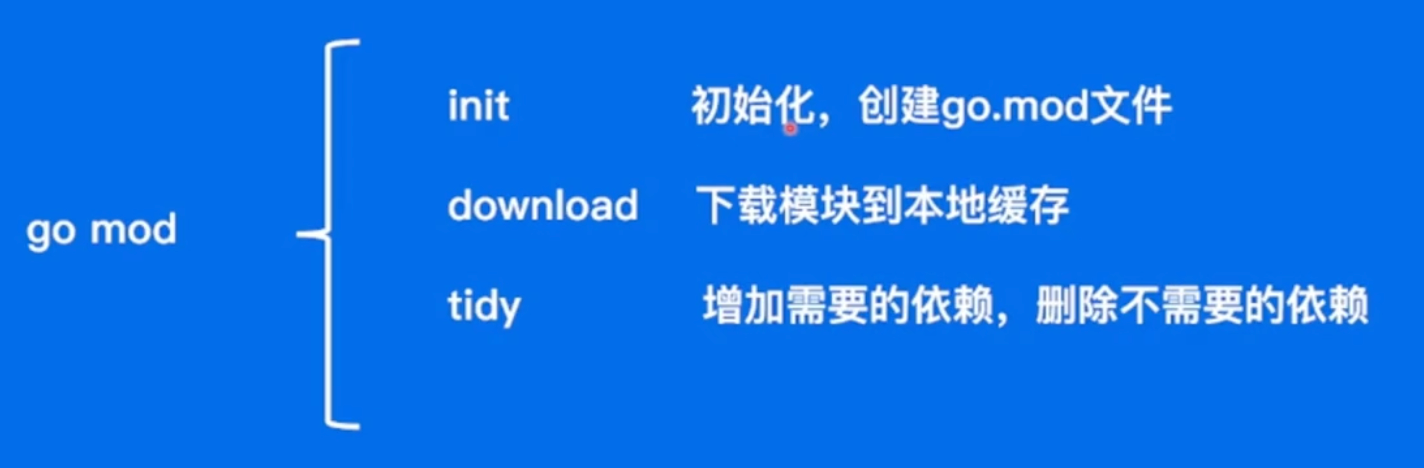 go mod
init 初始化，创建go.mod文件
download 下载模块到本地缓存
tidy 增加需要的依赖，删除不需要的依赖